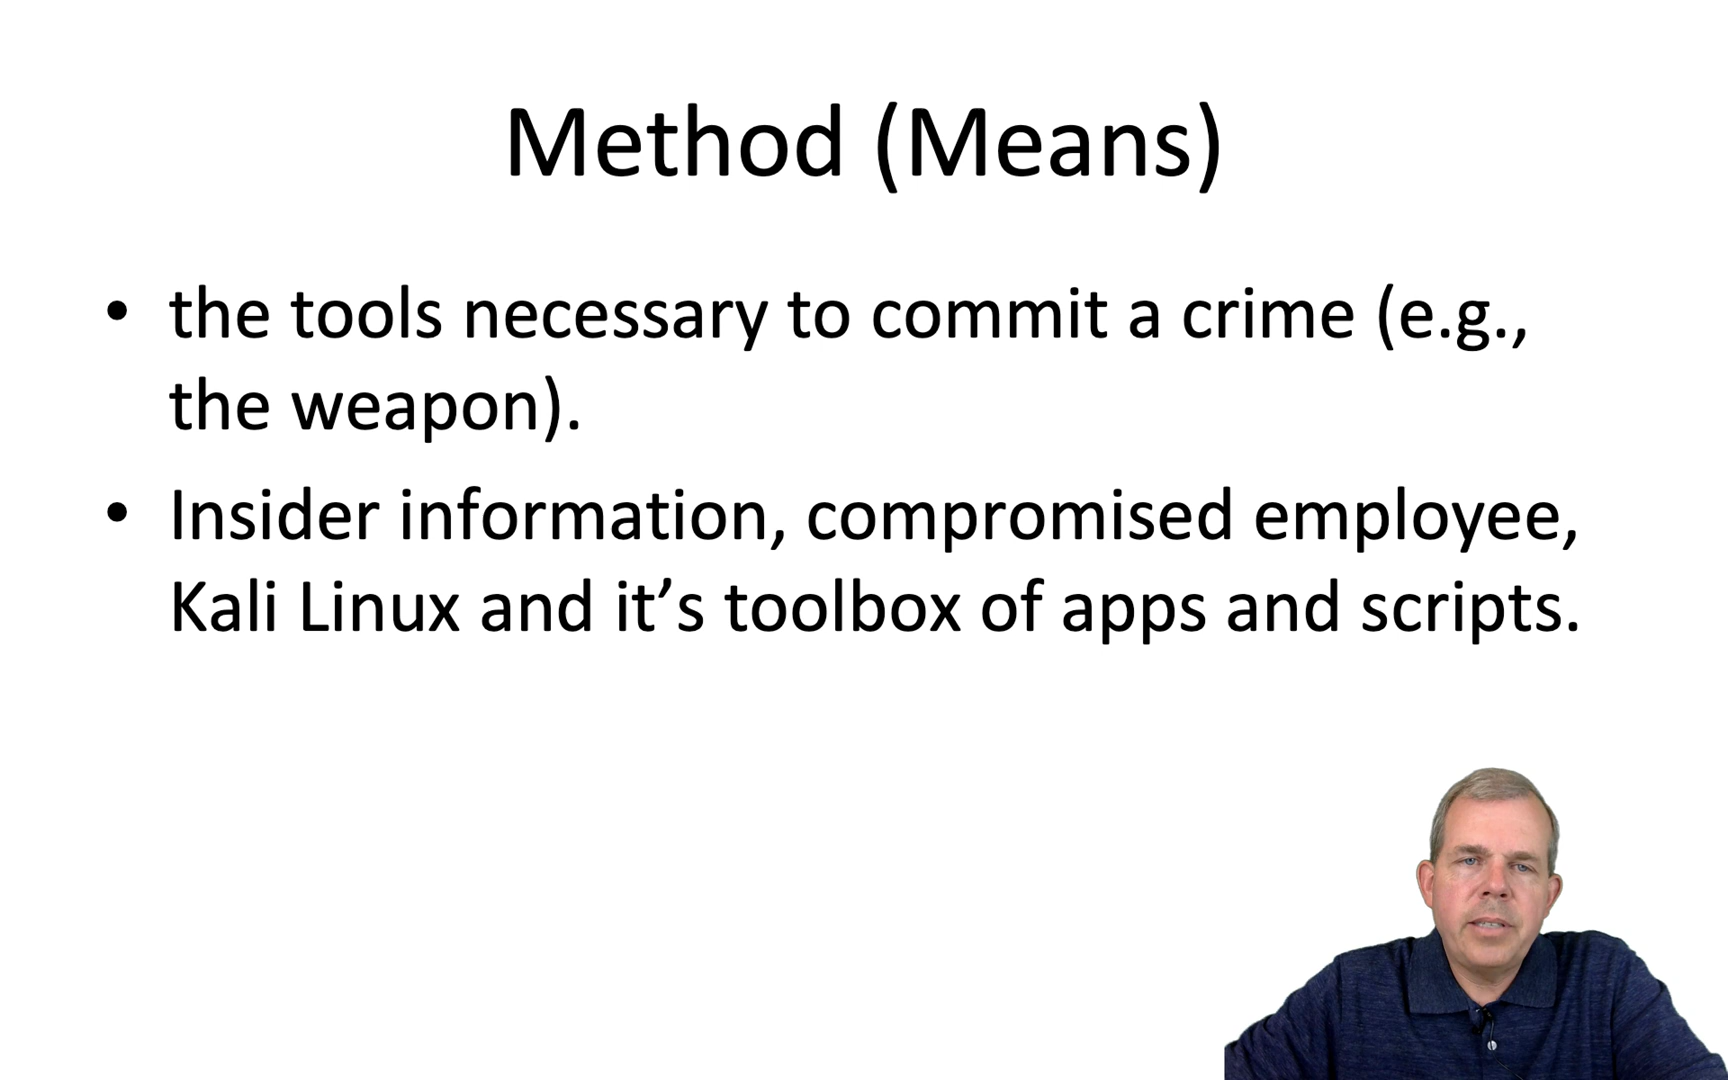 Method (Means)
• the tools necessary to commit a crime (e.g.,
the weapon).
• Insider information, compromised employee,
Kali Linux and it’s toolbox of apps and scripts.